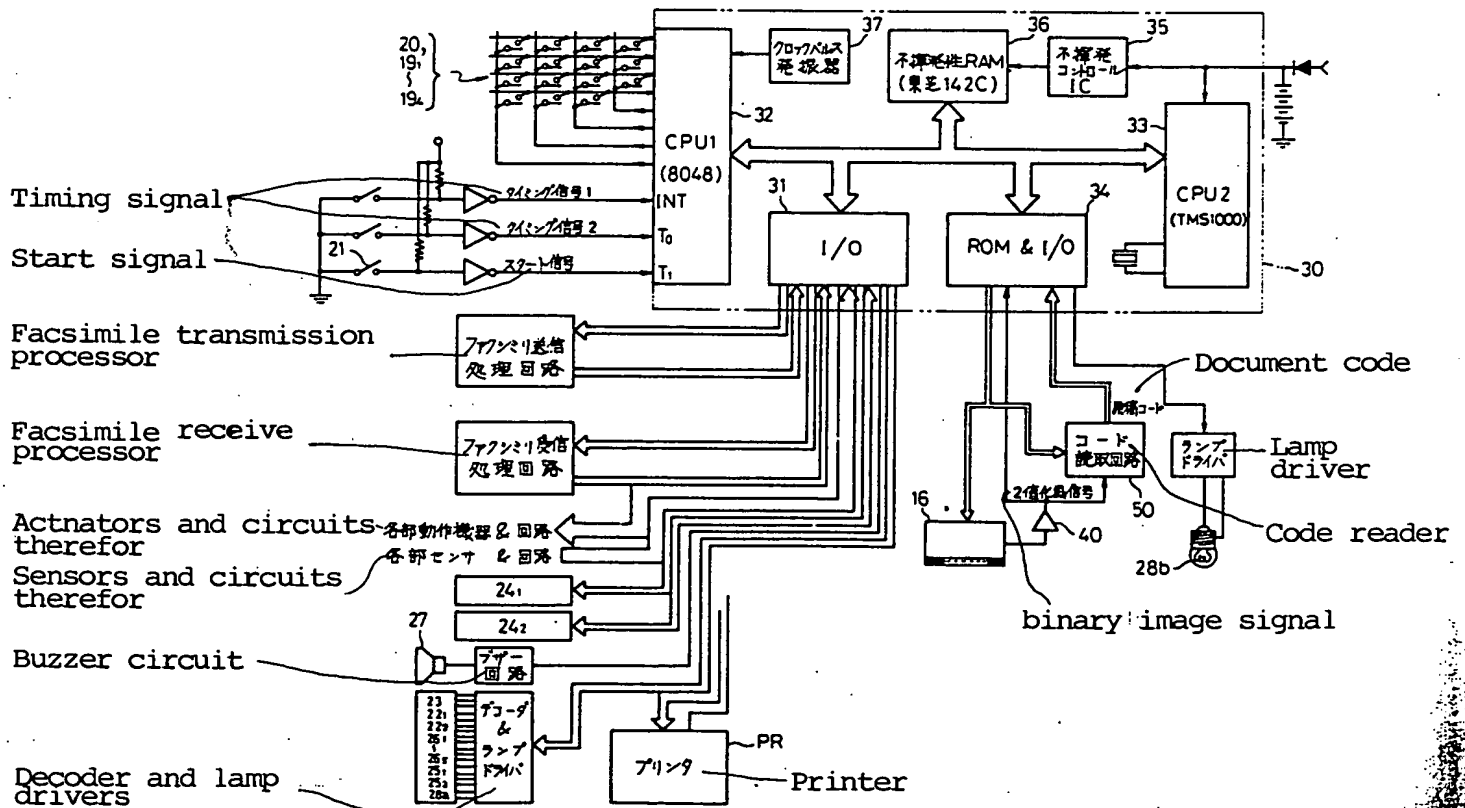 20,
19₁
~
19₄
クロックパルス
発振器
37
36
不揮発性RAM
(東芝142C)
35
不揮発
コントロール
IC
32
CPU1
(8048)
INT
T₀
T₁
33
CPU2
(TMS1000)
30
31
I/O
34
ROM & I/O
Timing signal
タイミング信号1
タイミング信号2
Start signal
21
スタート信号
Facsimile transmission
processor
ファクシミリ送信
処理回路
Facsimile receive
processor
ファクシミリ受信
処理回路
Document code
原稿コード
コード
読取回路
50
ランプ
ドライバ
Lamp
driver
2値化画信号
16
40
Code reader
28b
binary image signal
Actnators and circuits
therefor
各部動作機器 & 回路
各部センサ & 回路
Sensors and circuits
therefor
24₁
24₂
27
Buzzer circuit
ブザー
回路
23
22₁
22₂
26₁
~
25₁
25₂
28a
デコーダ
&
ランプ
ドライバ
Decoder and lamp
drivers
プリンタ
PR
Printer